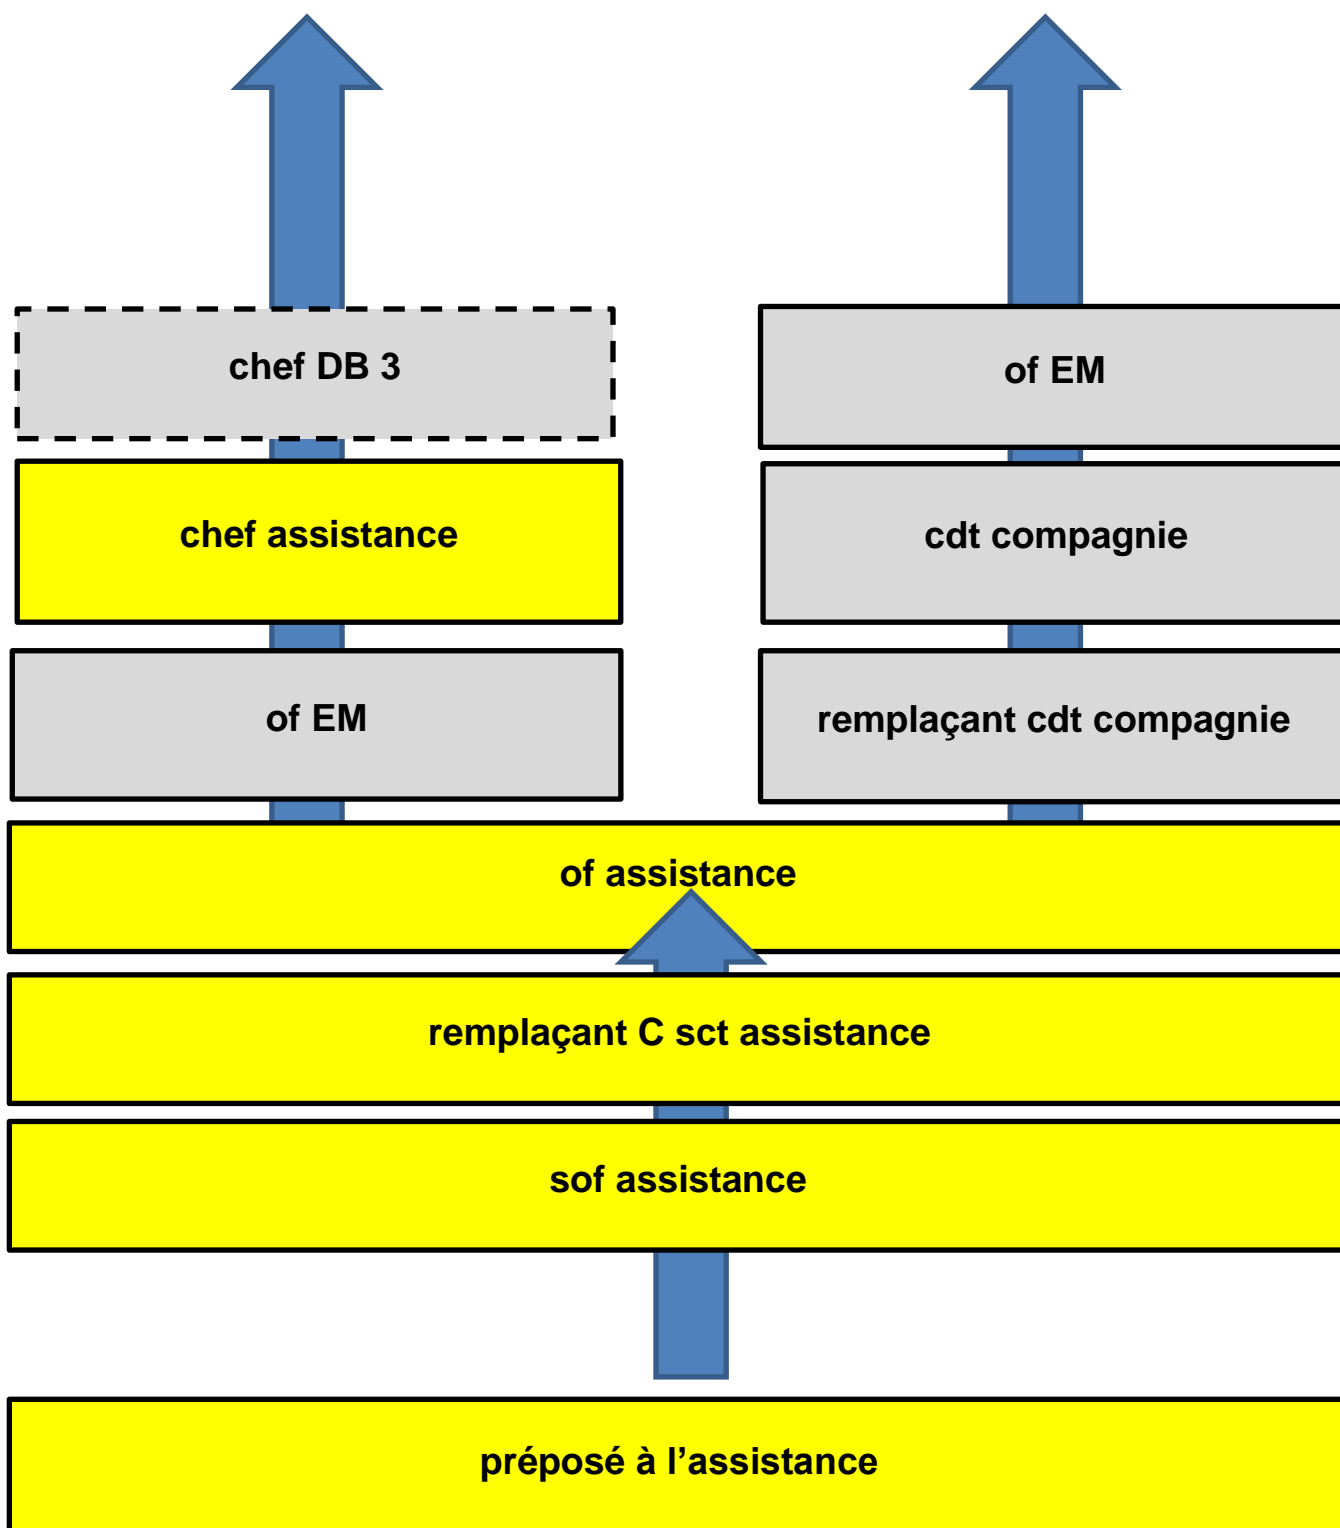 chef DB 3
of EM
chef assistance
cdt compagnie
of EM
remplaçant cdt compagnie
of assistance
remplaçant C sct assistance
sof assistance
préposé à l’assistance